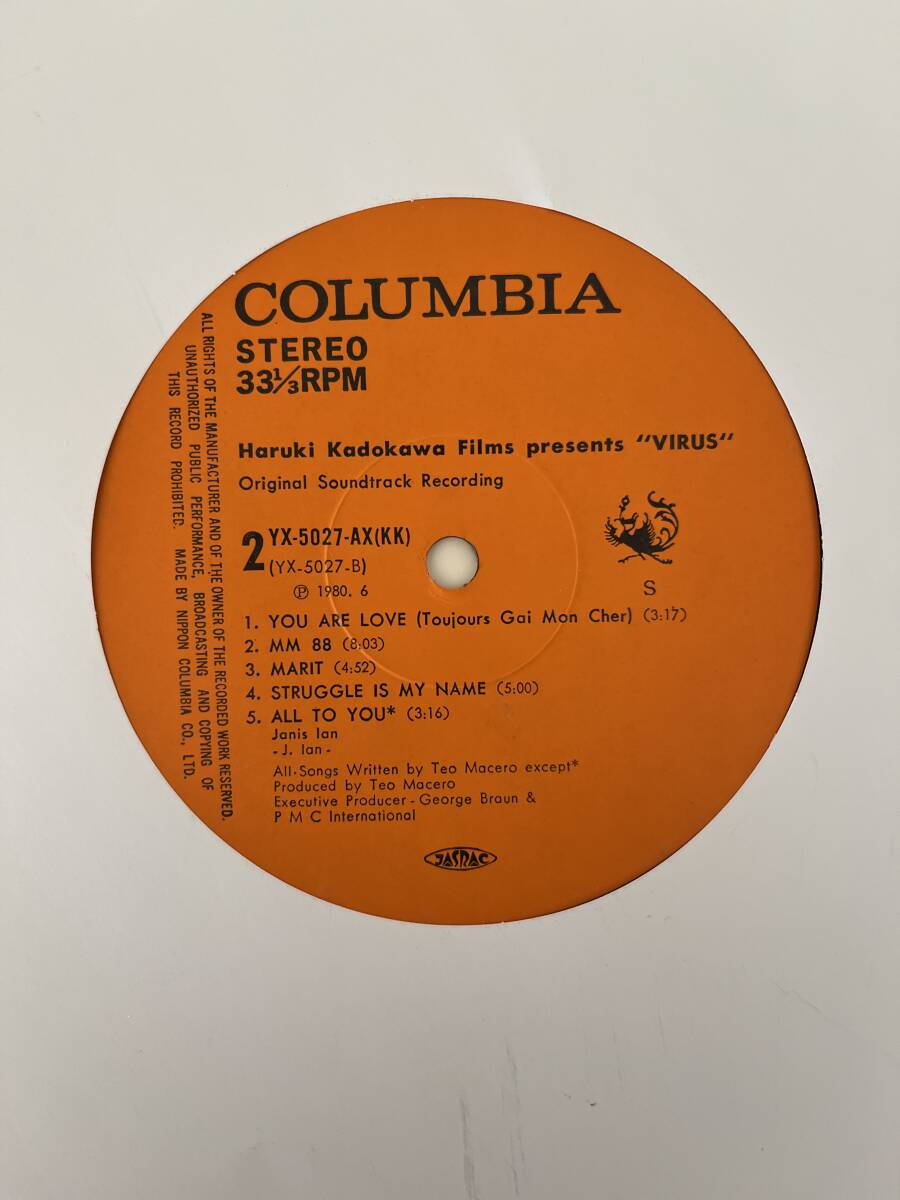 COLUMBIA
STEREO
33⅓RPM
Haruki Kadokawa Films presents "VIRUS"
Original Soundtrack Recording
2 YX-5027-AX(KK)
(YX-5027-B)
Ⓟ 1980. 6
S
1. YOU ARE LOVE (Toujours Gai Mon Cher) (3:17)
2. MM 88 (8:03)
3. MARIT (4:52)
4. STRUGGLE IS MY NAME (5:00)
5. ALL TO YOU* (3:16)
Janis Ian
- J. Ian -
All·Songs Written by Teo Macero except*
Produced by Teo Macero
Executive Producer - George Braun &
P M C International
JASRAC
ALL RIGHTS OF THE MANUFACTURER AND OF THE OWNER OF THE RECORDED WORK RESERVED.
UNAUTHORIZED PUBLIC PERFORMANCE, BROADCASTING AND COPYING OF
THIS RECORD PROHIBITED. MADE BY NIPPON COLUMBIA CO., LTD.